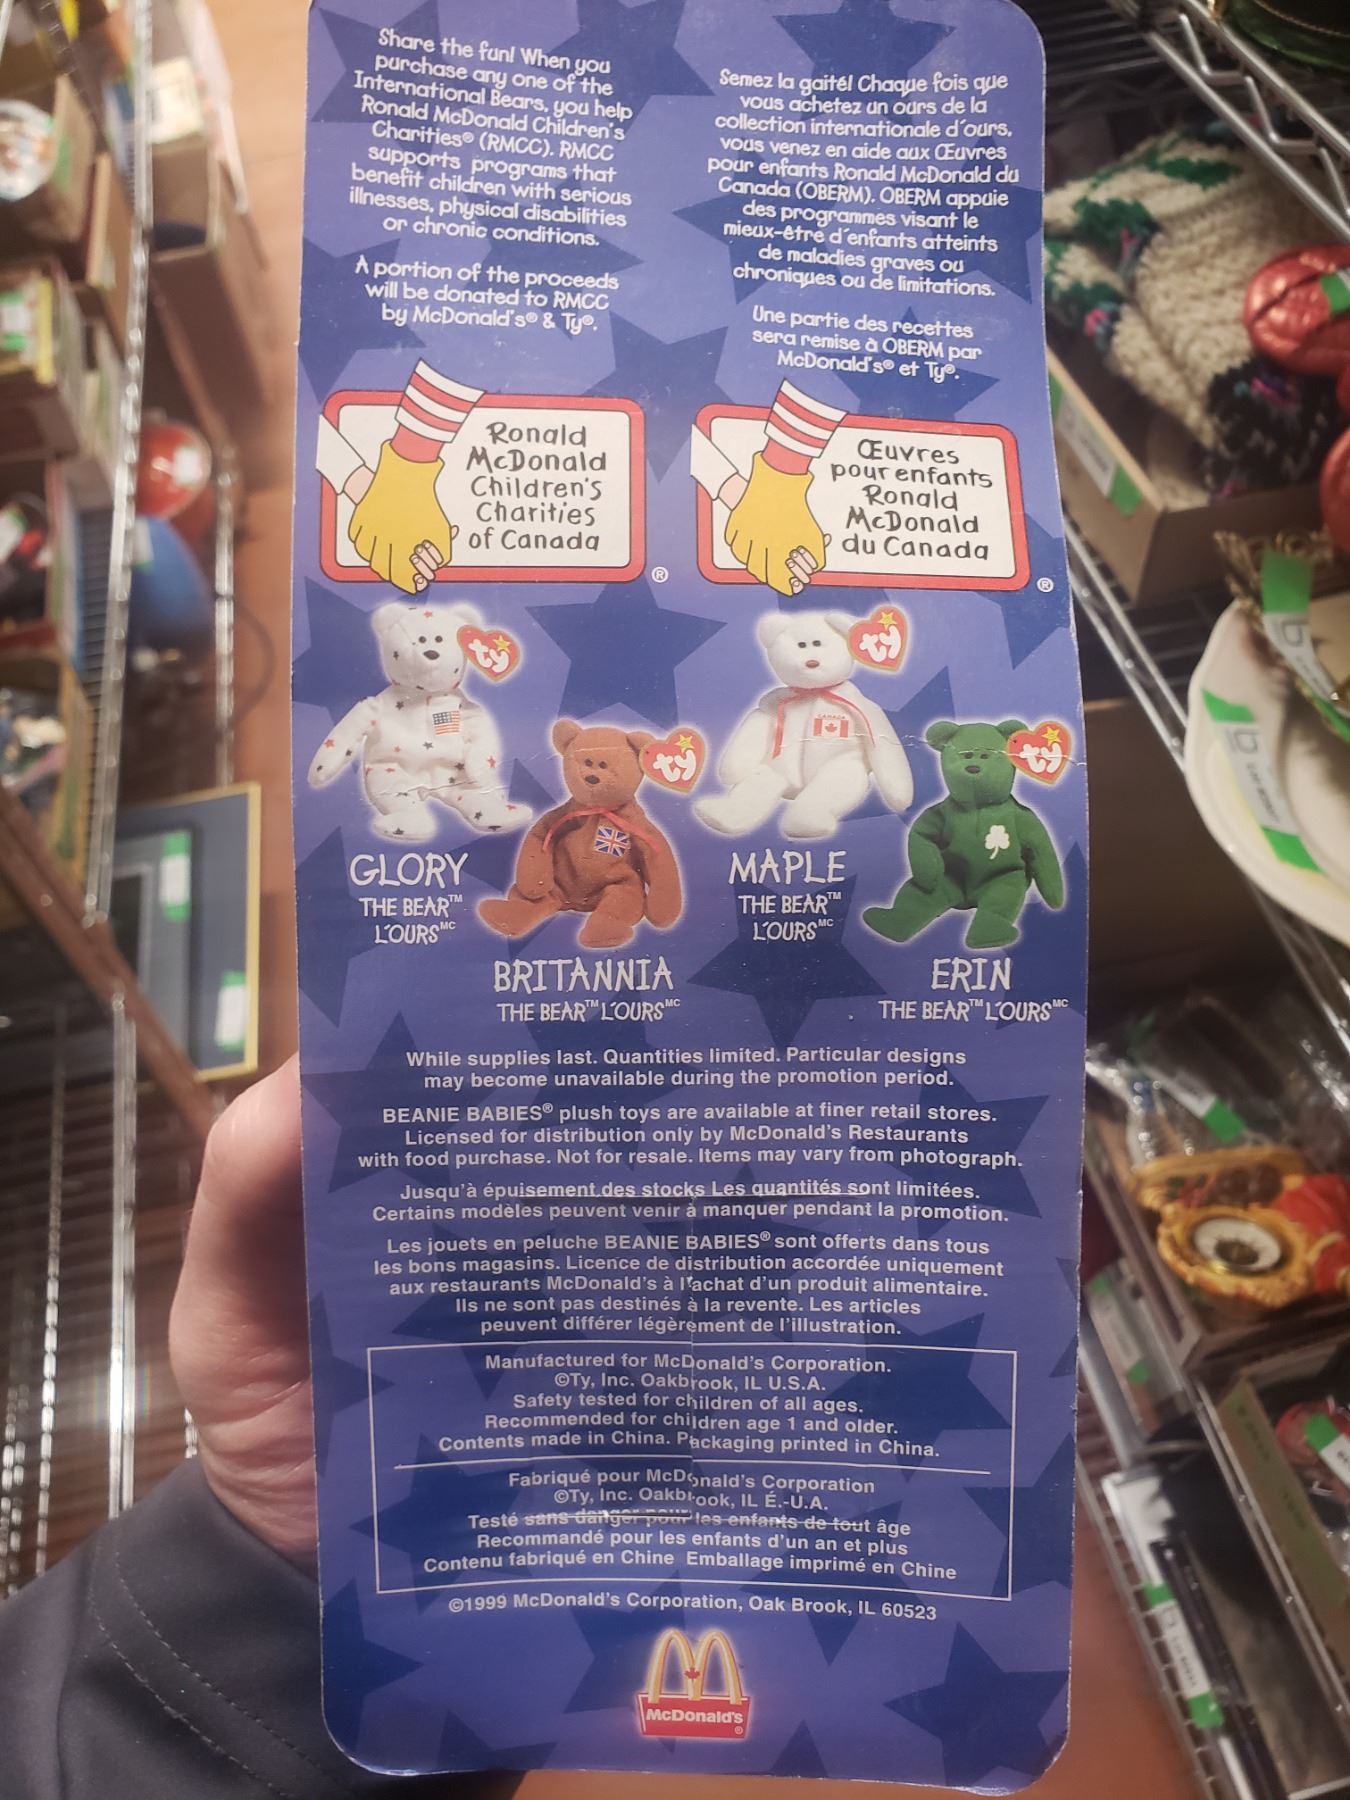 Share the fun! When you
purchase any one of the
International Bears, you help
Ronald McDonald Children's
Charities® (RMCC). RMCC
supports programs that
benefit children with serious
illnesses, physical disabilities
or chronic conditions.
A portion of the proceeds
will be donated to RMCC
by McDonald's® & Ty®.
Semez la gaité! Chaque fois que
vous achetez un ours de la
collection internationale d'ours,
vous venez en aide aux Œuvres
pour enfants Ronald McDonald du
Canada (OBERM). OBERM appuie
des programmes visant le
mieux-être d'enfants atteints
de maladies graves ou
chroniques ou de limitations.
Une partie des recettes
sera remise à OBERM par
McDonald's® et Ty®.
Ronald
McDonald
Children's
Charities
of Canada
®
Œuvres
pour enfants
Ronald
McDonald
du Canada
®
ty
ty
ty
ty
CANADA
GLORY
THE BEAR™
L'OURS MC
BRITANNIA
THE BEAR™ L'OURS MC
MAPLE
THE BEAR™
L'OURS MC
ERIN
THE BEAR™ L'OURS MC
While supplies last. Quantities limited. Particular designs
may become unavailable during the promotion period.
BEANIE BABIES® plush toys are available at finer retail stores.
Licensed for distribution only by McDonald's Restaurants
with food purchase. Not for resale. Items may vary from photograph.
Jusqu'à épuisement des stocks Les quantités sont limitées.
Certains modèles peuvent venir à manquer pendant la promotion.
Les jouets en peluche BEANIE BABIES® sont offerts dans tous
les bons magasins. Licence de distribution accordée uniquement
aux restaurants McDonald's à l'achat d'un produit alimentaire.
Ils ne sont pas destinés à la revente. Les articles
peuvent différer légèrement de l'illustration.
Manufactured for McDonald's Corporation.
©Ty, Inc. Oakbrook, IL U.S.A.
Safety tested for children of all ages.
Recommended for children age 1 and older.
Contents made in China. Packaging printed in China.
Fabriqué pour McDonald's Corporation
©Ty, Inc. Oakbrook, IL É.-U.A.
Testé sans danger pour les enfants de tout âge
Recommandé pour les enfants d'un an et plus
Contenu fabriqué en Chine Emballage imprimé en Chine
©1999 McDonald's Corporation, Oak Brook, IL 60523
McDonald's
®